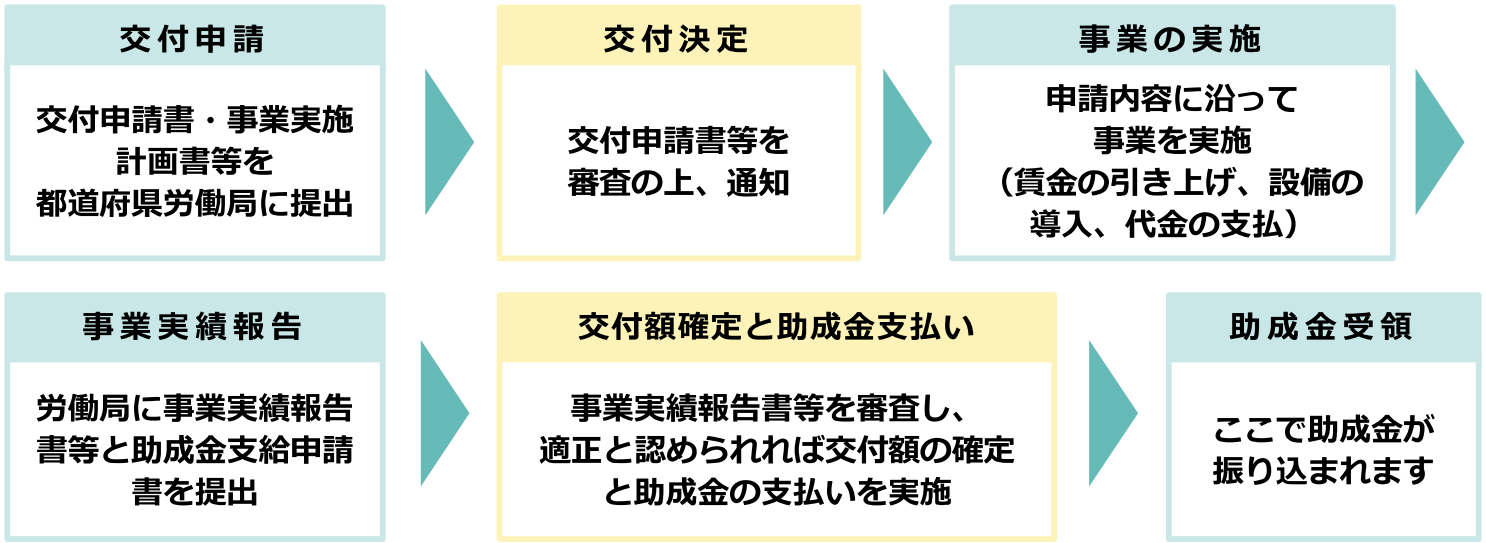 交付申請
交付申請書・事業実施
計画書等を
都道府県労働局に提出
交付決定
交付申請書等を
審査の上、通知
事業の実施
申請内容に沿って
事業を実施
（賃金の引き上げ、設備の
導入、代金の支払）
事業実績報告
労働局に事業実績報告
書等と助成金支給申請
書を提出
交付額確定と助成金支払い
事業実績報告書等を審査し、
適正と認められれば交付額の確定
と助成金の支払いを実施
助成金受領
ここで助成金が
振り込まれます